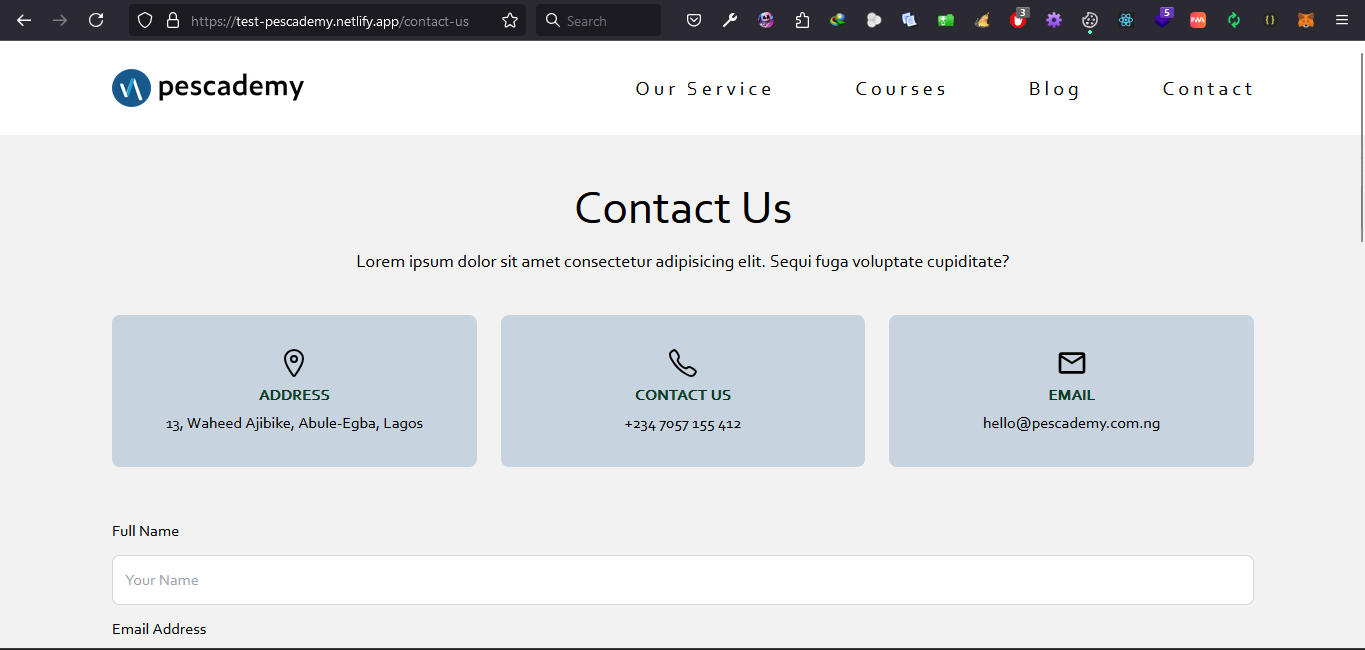 https://test-pescademy.netlify.app/contact-us
Search
3
5
PWA
pescademy
Our Service
Courses
Blog
Contact
Contact Us
Lorem ipsum dolor sit amet consectetur adipisicing elit. Sequi fuga voluptate cupiditate?
ADDRESS
13, Waheed Ajibike, Abule-Egba, Lagos
CONTACT US
+234 7057 155 412
EMAIL
hello@pescademy.com.ng
Full Name
Your Name
Email Address